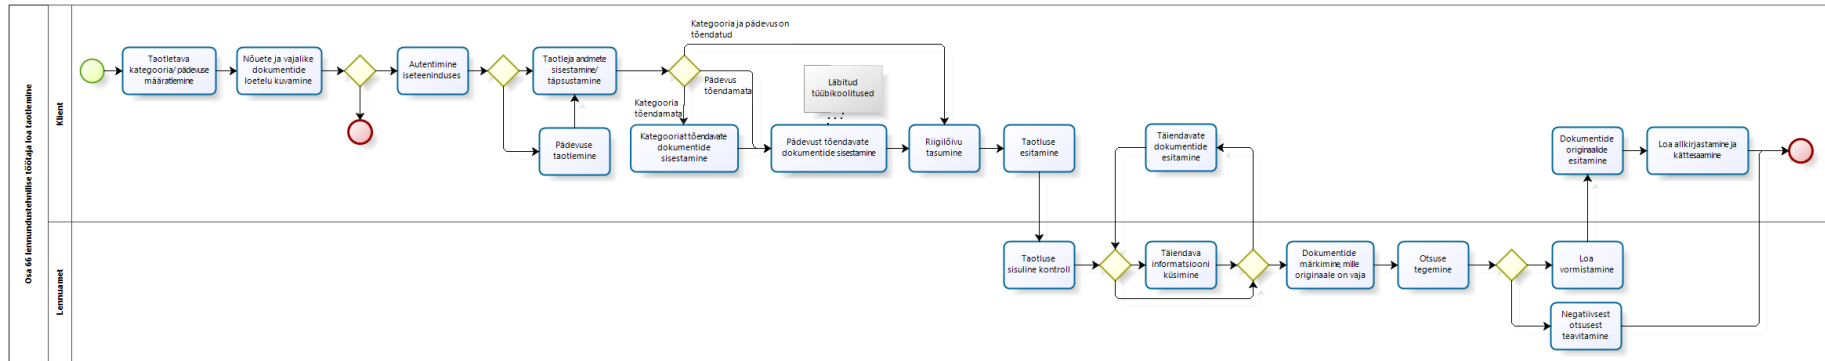 Osa 66 lennundustehnilise töötaja loa taotlemine
Klient
Lennuamet
Taotletava
kategooria/ pädevuse
määratlemine
Nõuete ja vajalike
dokumentide
loetelu kuvamine
Autentimine
iseteeninduses
Pädevuse
taotlemine
Taotleja andmete
sisestamine/
täpsustamine
Kategooria ja pädevus on
tõendatud
Pädevus
tõendamata
Kategooria
tõendamata
Kategooriat tõendavate
dokumentide
sisestamine
Läbitud
tüübikoolitused
Pädevust tõendavate
dokumentide sisestamine
Riigilõivu
tasumine
Taotluse
esitamine
Täiendavate
dokumentide
esitamine
Dokumentide
originaalide
esitamine
Loa allkirjastamine ja
kättesaamine
Taotluse
sisuline kontroll
Täiendava
informatsiooni
küsimine
Dokumentide
märkimine, mille
originaale on vaja
Otsuse
tegemine
Loa
vormistamine
Negatiivsest
otsusest
teavitamine